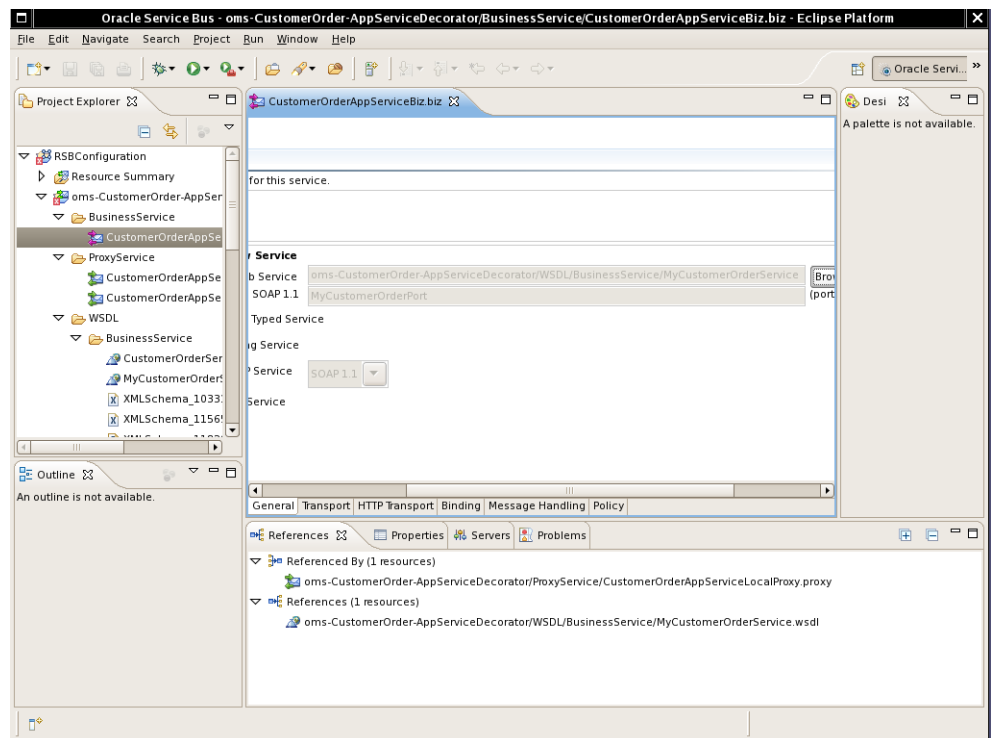 Oracle Service Bus - oms-CustomerOrder-AppServiceDecorator/BusinessService/CustomerOrderAppServiceBiz.biz - Eclipse Platform
File Edit Navigate Search Project Run Window Help
Oracle Servi... »
Project Explorer
RSBConfiguration
Resource Summary
oms-CustomerOrder-AppSer
BusinessService
CustomerOrderAppSe
ProxyService
CustomerOrderAppSe
CustomerOrderAppSe
WSDL
BusinessService
CustomerOrderSer
MyCustomerOrderS
XMLSchema_1033
XMLSchema_1156
Outline
An outline is not available.
CustomerOrderAppServiceBiz.biz
for this service.
Service
b Service oms-CustomerOrder-AppServiceDecorator/WSDL/BusinessService/MyCustomerOrderService Bro
SOAP 1.1 MyCustomerOrderPort (port
Typed Service
g Service
Service SOAP 1.1
Service
General Transport HTTP Transport Binding Message Handling Policy
Desi
A palette is not available.
References Properties Servers Problems
Referenced By (1 resources)
oms-CustomerOrder-AppServiceDecorator/ProxyService/CustomerOrderAppServiceLocalProxy.proxy
References (1 resources)
oms-CustomerOrder-AppServiceDecorator/WSDL/BusinessService/MyCustomerOrderService.wsdl